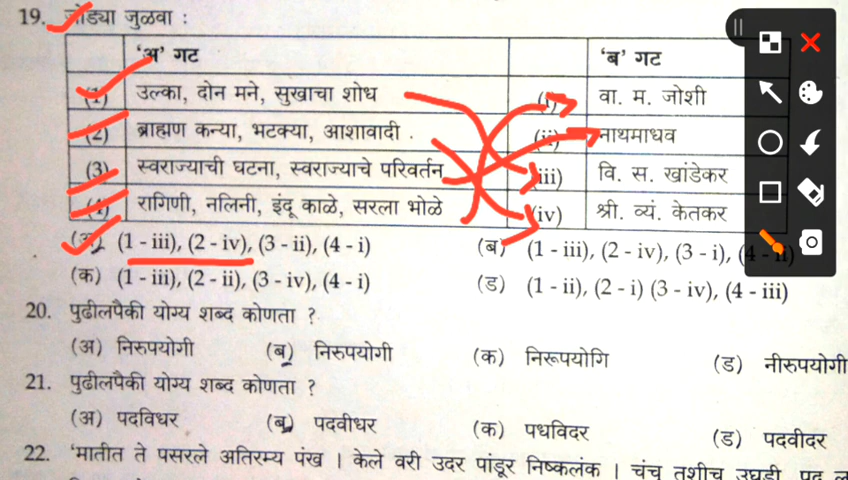 19. जोड्या जुळवा :
'अ' गट 'ब' गट
(1) उल्का, दोन मने, सुखाचा शोध (i) वा. म. जोशी
(2) ब्राह्मण कन्या, भटक्या, आशावादी . (ii) नाथमाधव
(3) स्वराज्याची घटना, स्वराज्याचे परिवर्तन (iii) वि. स. खांडेकर
(4) रागिणी, नलिनी, इंदू काळे, सरला भोळे (iv) श्री. व्यं. केतकर
(अ) (1 - iii), (2 - iv), (3 - ii), (4 - i) (ब) (1 - iii), (2 - iv), (3 - i), (4 - ii)
(क) (1 - iii), (2 - ii), (3 - iv), (4 - i) (ड) (1 - ii), (2 - i) (3 - iv), (4 - iii)
20. पुढीलपैकी योग्य शब्द कोणता ?
(अ) निरुपयोगी (ब) निरुपयोगी (क) निरूपयोगि (ड) नीरुपयोगी
21. पुढीलपैकी योग्य शब्द कोणता ?
(अ) पदविधर (ब) पदवीधर (क) पधविदर (ड) पदवीदर
22. 'मातीत ते पसरले अतिरम्य पंख । केले वरी उदर पांडूर निष्कलंक । चंचू तशीच उघडी पद